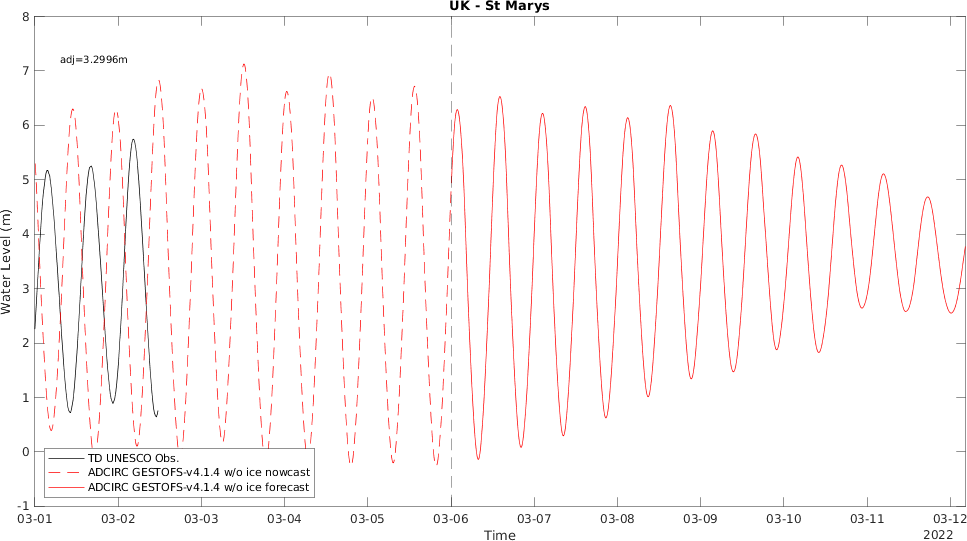 UK - St Marys
adj=3.2996m
8
7
6
5
4
3
2
1
0
-1
Water Level (m)
TD UNESCO Obs.
ADCIRC GESTOFS-v4.1.4 w/o ice nowcast
ADCIRC GESTOFS-v4.1.4 w/o ice forecast
03-01 03-02 03-03 03-04 03-05 03-06 03-07 03-08 03-09 03-10 03-11 03-12
Time
2022